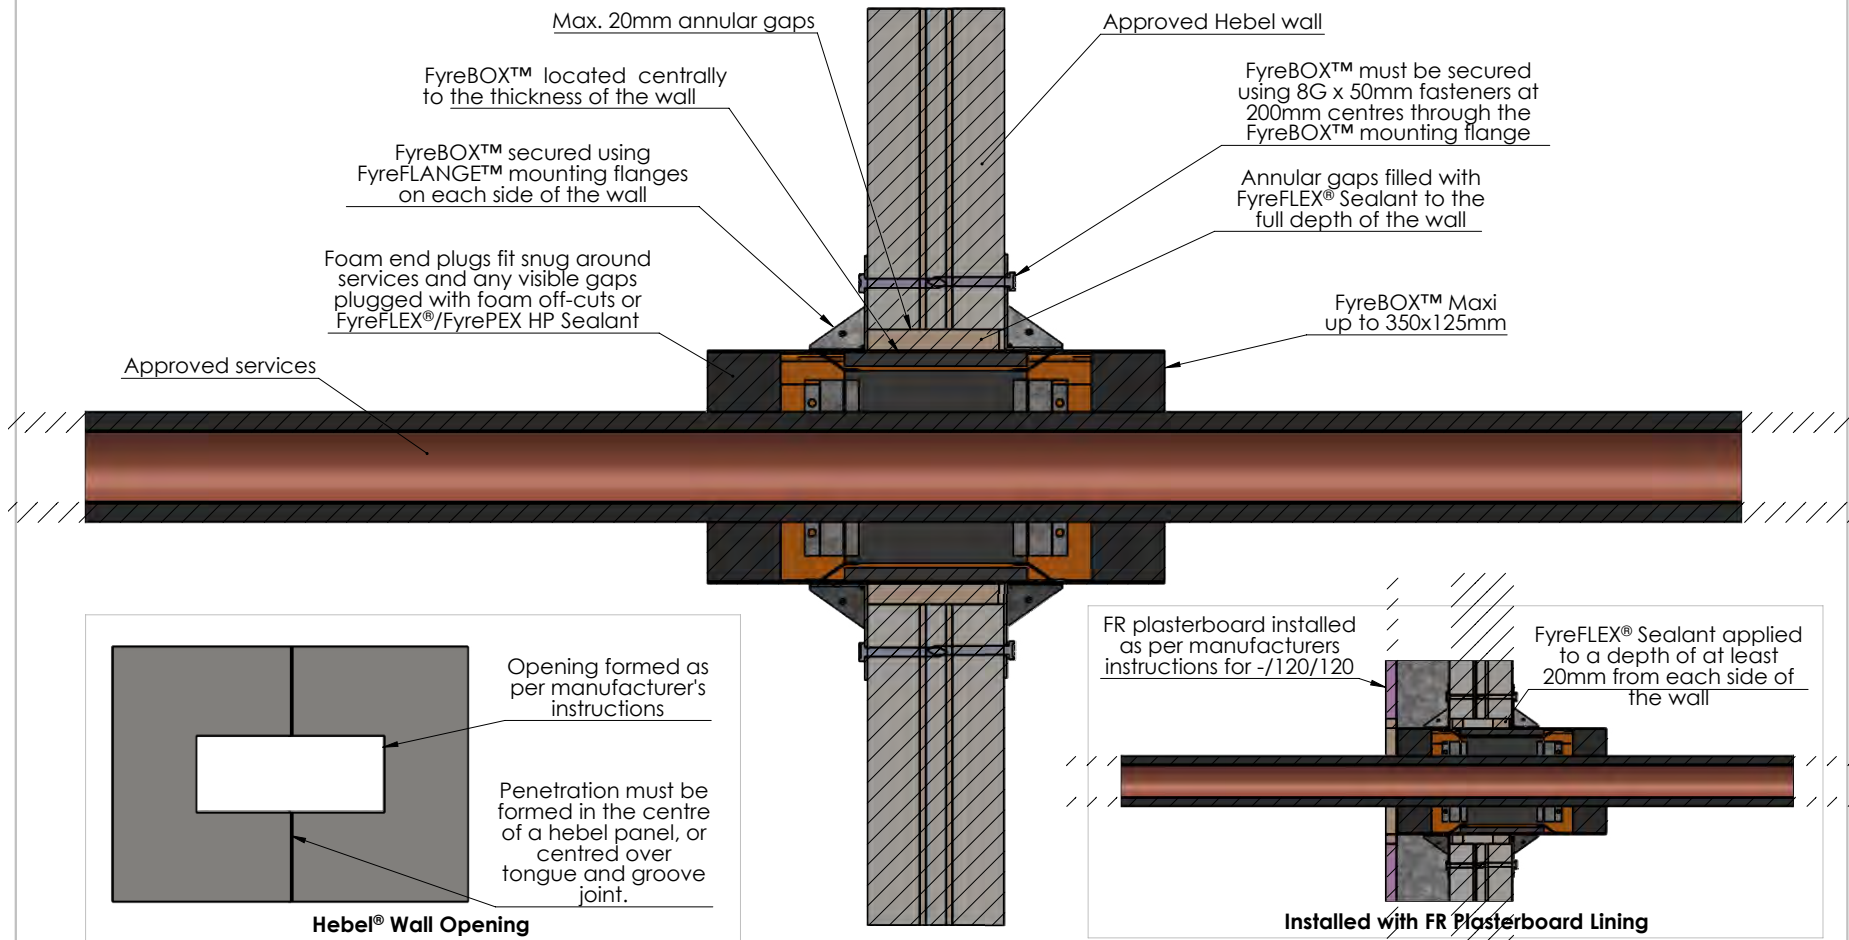 Max. 20mm annular gaps
Approved Hebel wall
FyreBOX™ located centrally
to the thickness of the wall
FyreBOX™ must be secured
using 8G x 50mm fasteners at
200mm centres through the
FyreBOX™ mounting flange
FyreBOX™ secured using
FyreFLANGE™ mounting flanges
on each side of the wall
Annular gaps filled with
FyreFLEX® Sealant to the
full depth of the wall
Foam end plugs fit snug around
services and any visible gaps
plugged with foam off-cuts or
FyreFLEX®/FyrePEX HP Sealant
FyreBOX™ Maxi
up to 350x125mm
Approved services
Opening formed as
per manufacturer's
instructions
Penetration must be
formed in the centre
of a hebel panel, or
centred over
tongue and groove
joint.
Hebel® Wall Opening
FR plasterboard installed
as per manufacturers
instructions for -/120/120
FyreFLEX® Sealant applied
to a depth of at least
20mm from each side of
the wall
Installed with FR Plasterboard Lining